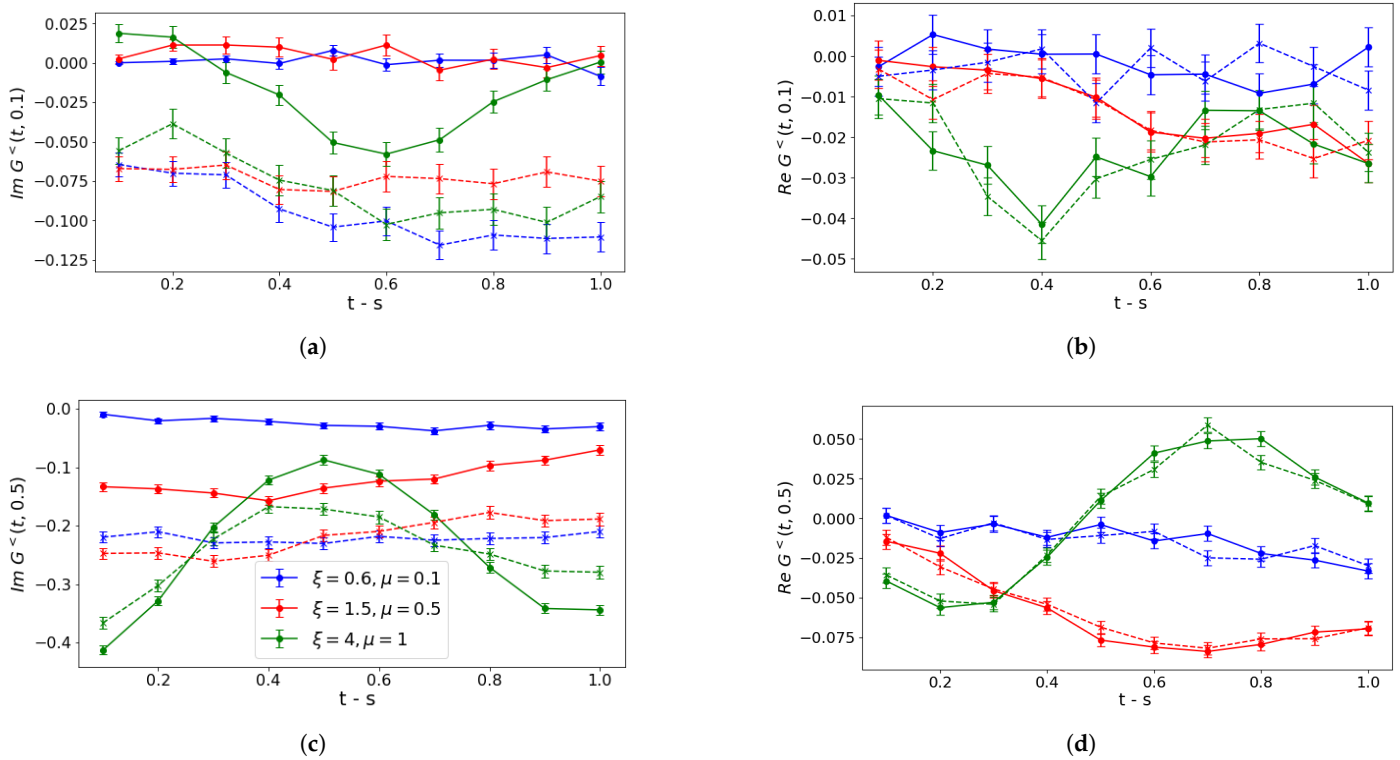 0.025
0.000
−0.025
−0.050
−0.075
−0.100
−0.125
Im G^<(t, 0.1)
0.2 0.4 0.6 0.8 1.0
t - s
(a)
0.01
0.00
−0.01
−0.02
−0.03
−0.04
−0.05
Re G^<(t, 0.1)
0.2 0.4 0.6 0.8 1.0
t - s
(b)
0.0
−0.1
−0.2
−0.3
−0.4
Im G^<(t, 0.5)
ξ = 0.6, μ = 0.1
ξ = 1.5, μ = 0.5
ξ = 4, μ = 1
0.2 0.4 0.6 0.8 1.0
t - s
(c)
0.050
0.025
0.000
−0.025
−0.050
−0.075
Re G^<(t, 0.5)
0.2 0.4 0.6 0.8 1.0
t - s
(d)